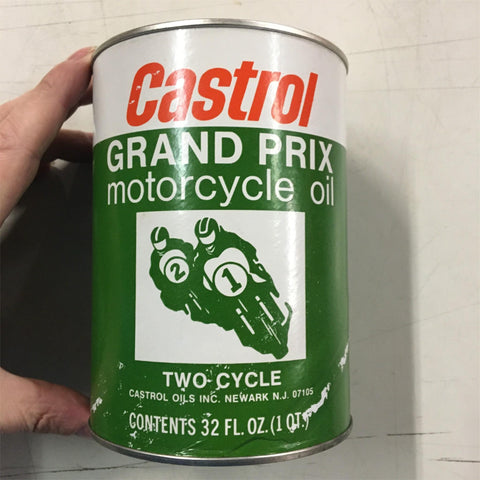 Castrol
GRAND PRIX
motorcycle oil
2 1
TWO CYCLE
CASTROL OILS INC. NEWARK N.J. 07105
CONTENTS 32 FL. OZ. (1 QT.)